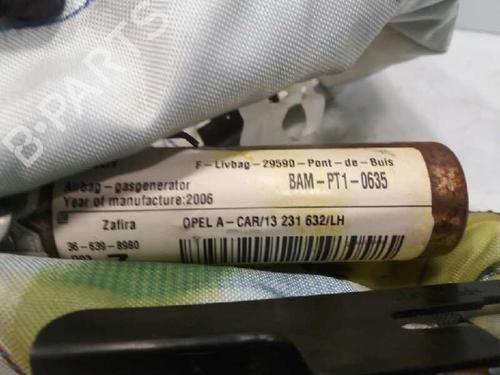 B-PARTS
F-Livbag-29590-Pont-de-Buis
Airbag-gasgenerator
BAM-PT1-0635
Year of manufacture:2006
Zafira
OPEL A-CAR/13 231 632/LH
36-639-8980